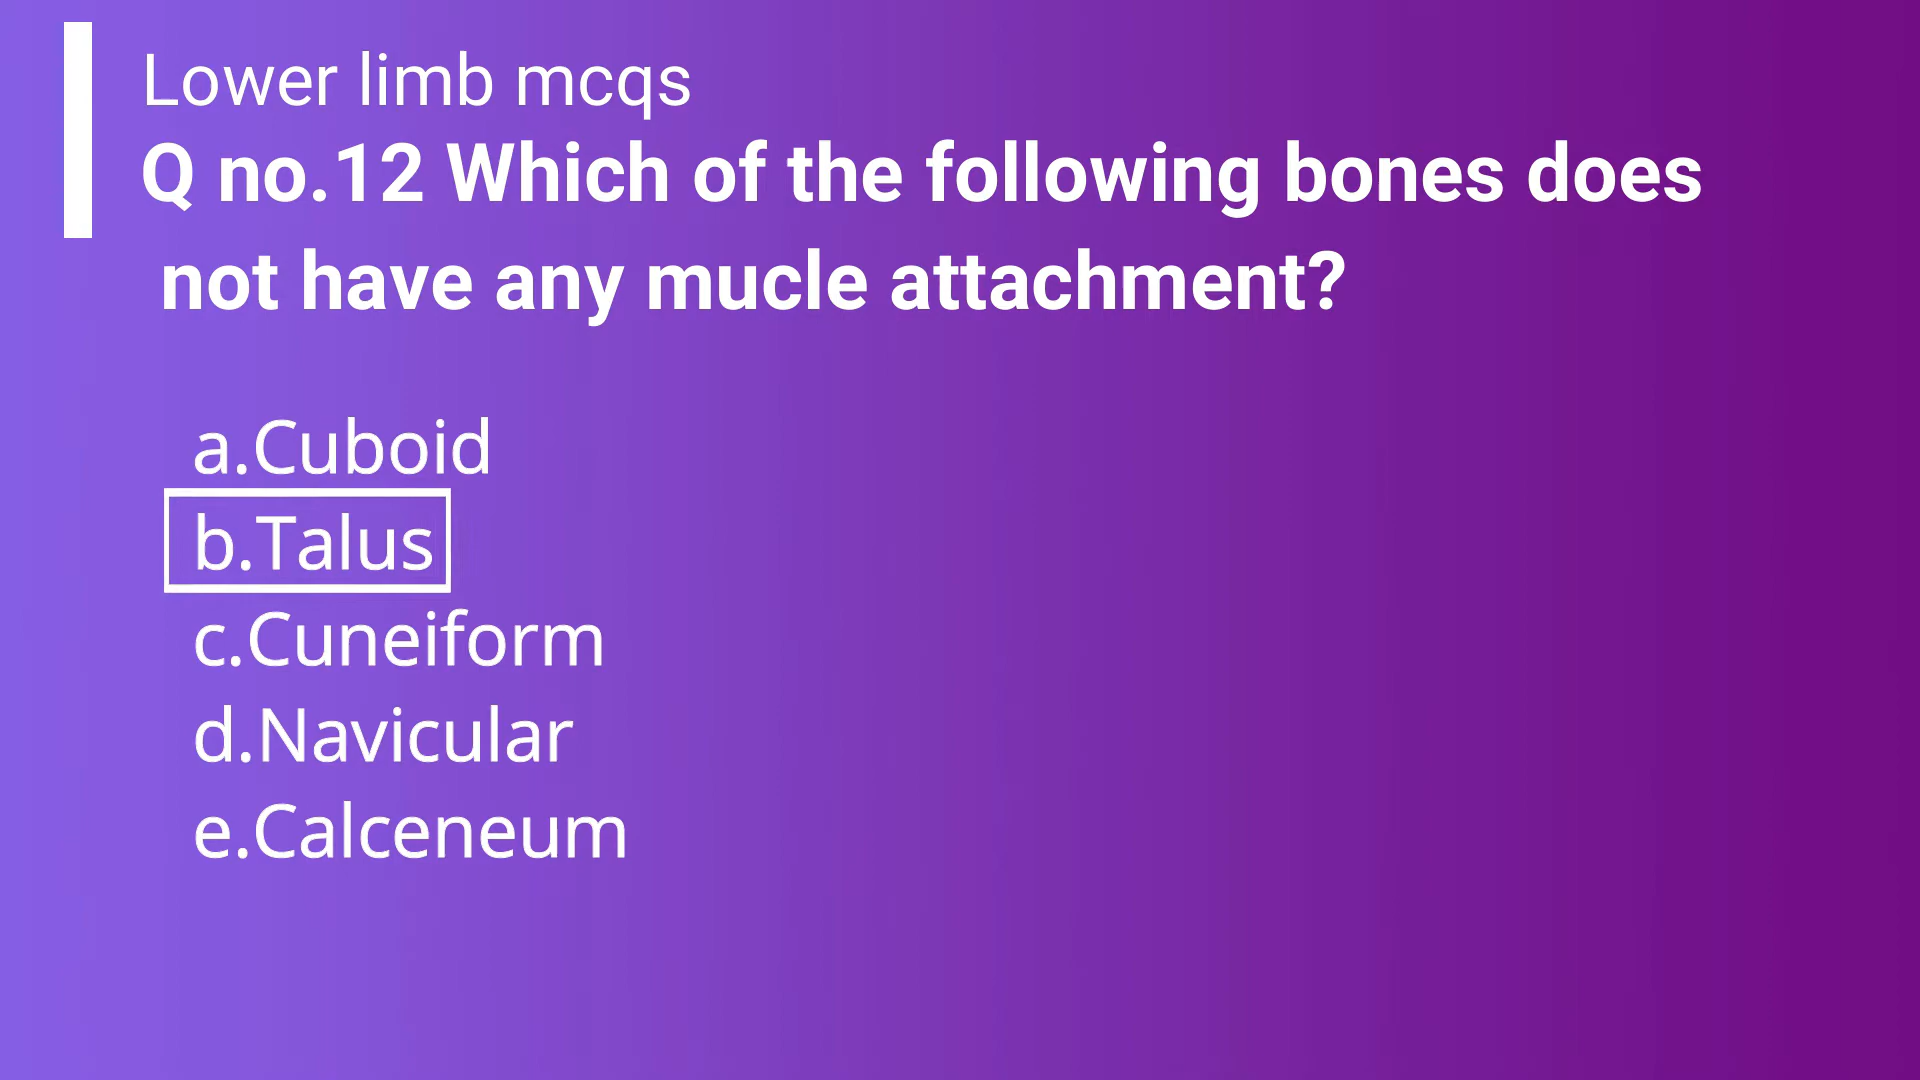 Lower limb mcqs
Q no.12 Which of the following bones does
not have any mucle attachment?
a.Cuboid
b.Talus
c.Cuneiform
d.Navicular
e.Calceneum